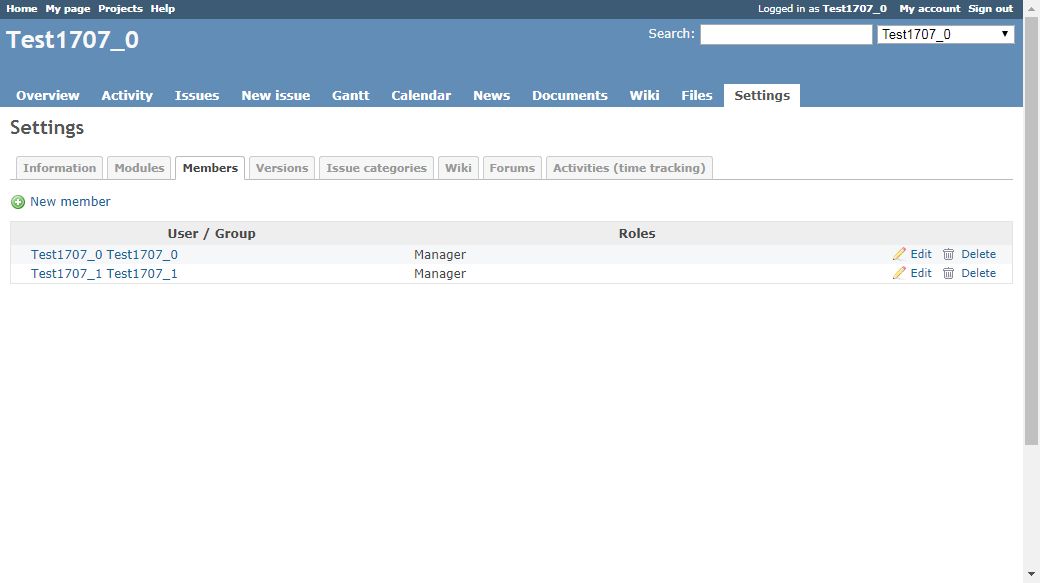 Home My page Projects Help Logged in as Test1707_0 My account Sign out
Test1707_0 Search: Test1707_0
Overview Activity Issues New issue Gantt Calendar News Documents Wiki Files Settings
Settings
Information Modules Members Versions Issue categories Wiki Forums Activities (time tracking)
New member
User / Group Roles
Test1707_0 Test1707_0 Manager Edit Delete
Test1707_1 Test1707_1 Manager Edit Delete